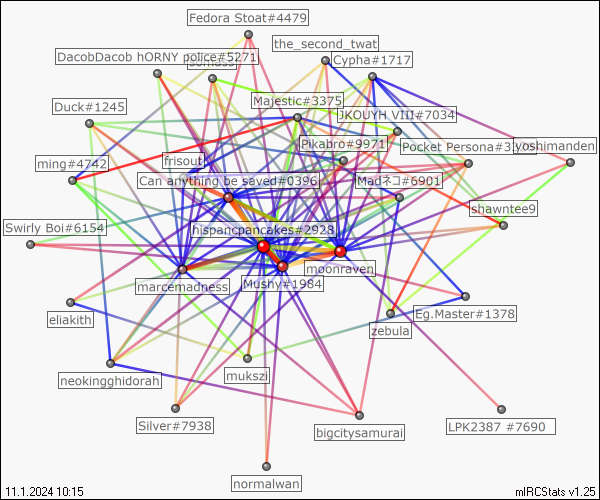 Fedora Stoat#4479
the_second_twat
DacobDacob hORNY police#5271
Cypha#1717
Majestic#3375
Duck#1245
JKOUYH VIII#7034
Pikabro#9971
Pocket Persona#3
yoshimanden
ming#4742
frisout
Can anything be saved#0396
Madネコ#6901
shawntee9
Swirly Boi#6154
hispancpancakes#2928
moonraven
marcemadness
Mushy#1984
eliakith
Eg.Master#1378
zebula
neokingghidorah
mukszi
Silver#7938
bigcitysamurai
LPK2387 #7690
normalwan
11.1.2024 10:15
mIRCStats v1.25